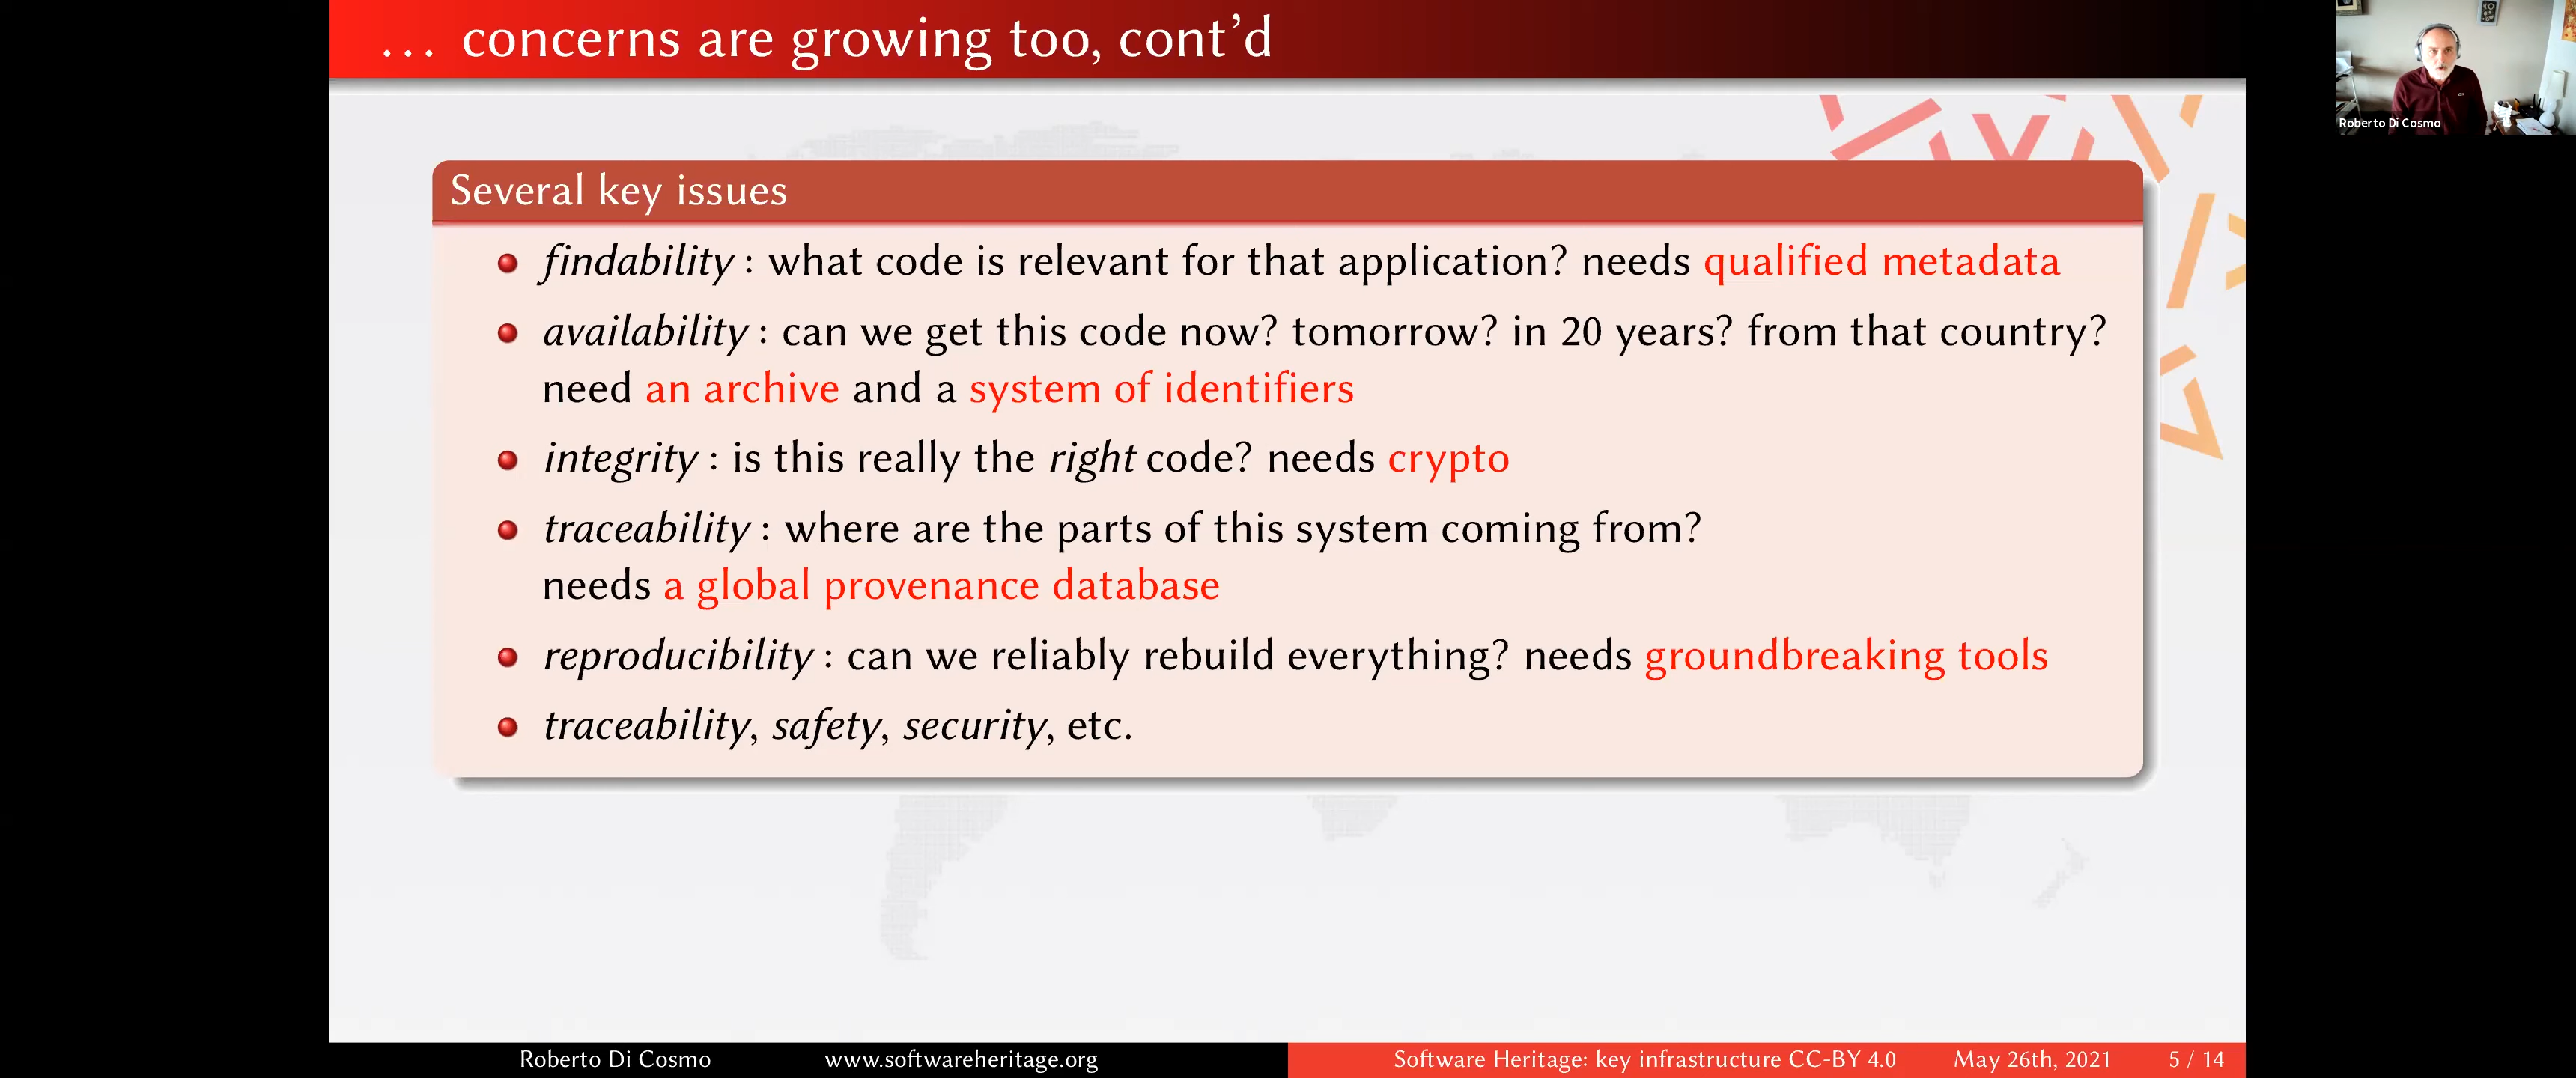 ... concerns are growing too, cont'd
Roberto Di Cosmo
Several key issues
findability : what code is relevant for that application? needs qualified metadata
availability : can we get this code now? tomorrow? in 20 years? from that country?
need an archive and a system of identifiers
integrity : is this really the right code? needs crypto
traceability : where are the parts of this system coming from?
needs a global provenance database
reproducibility : can we reliably rebuild everything? needs groundbreaking tools
traceability, safety, security, etc.
Roberto Di Cosmo www.softwareheritage.org Software Heritage: key infrastructure CC-BY 4.0 May 26th, 2021 5 / 14